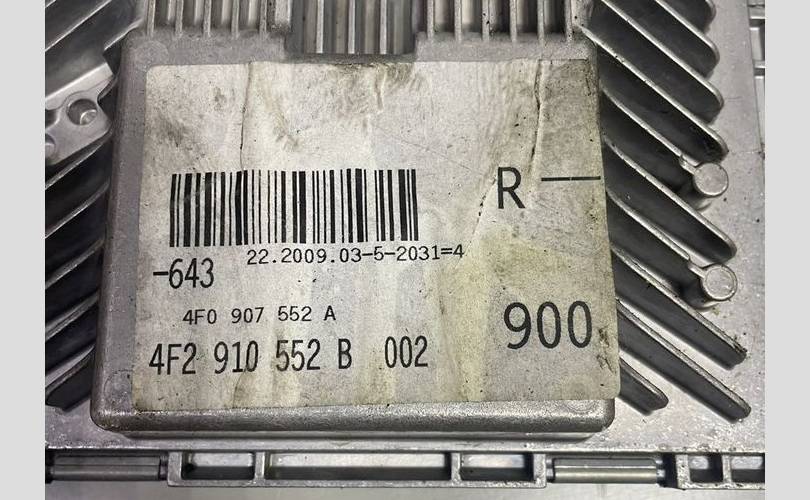 R —
22.2009.03-5-2031=4
-643
4F0 907 552 A
900
4F2 910 552 B 002